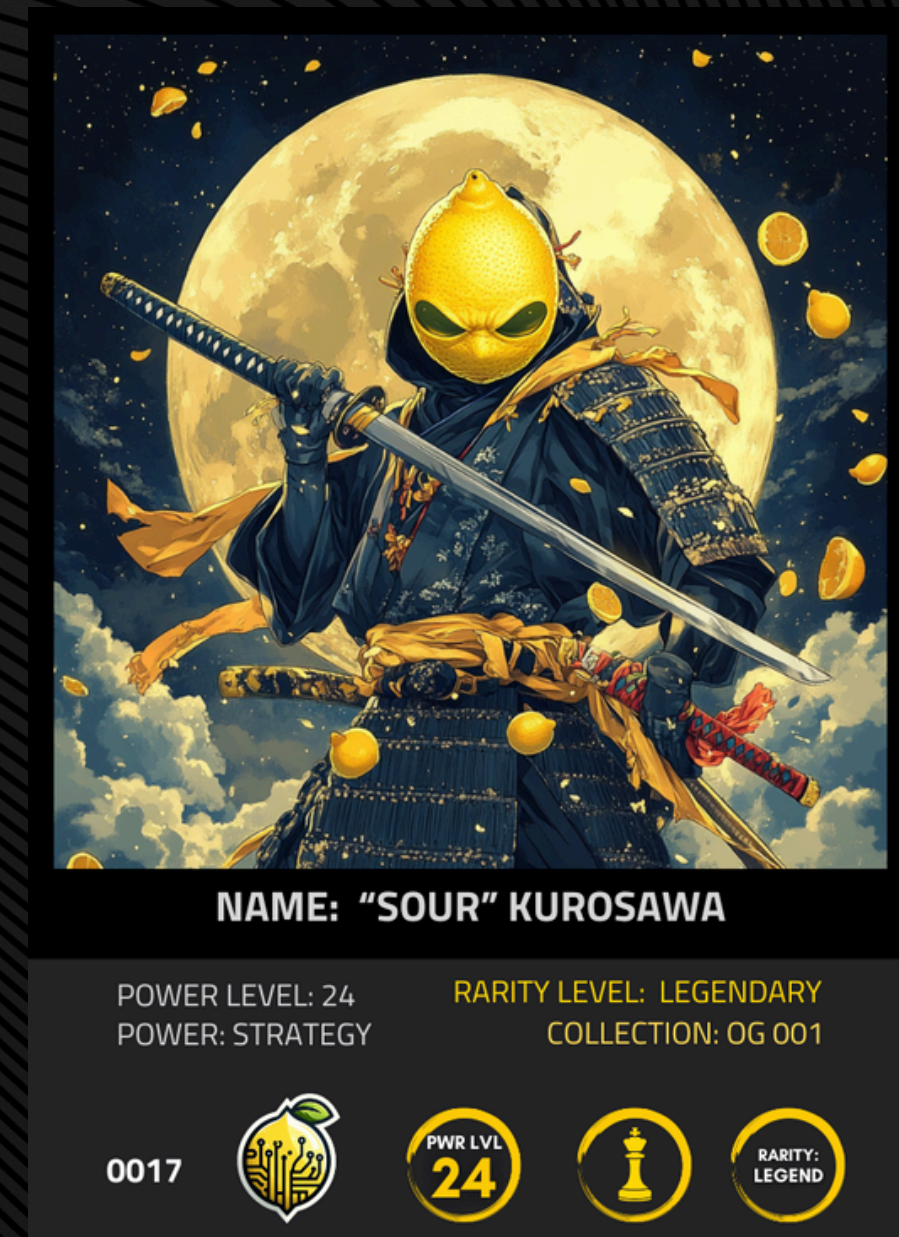 NAME: “SOUR” KUROSAWA
POWER LEVEL: 24
POWER: STRATEGY
RARITY LEVEL: LEGENDARY
COLLECTION: OG 001
0017
PWR LVL
24
RARITY:
LEGEND